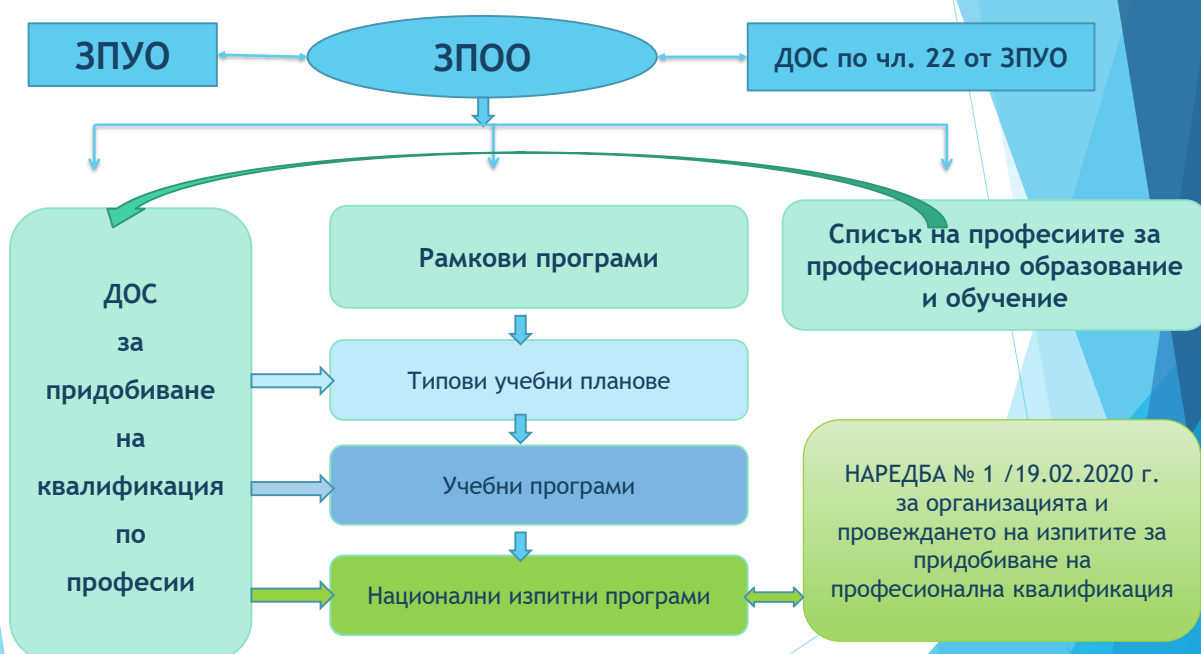 ЗПУО
ЗПОО
ДОС по чл. 22 от ЗПУО
ДОС
за
придобиване
на
квалификация
по
професии
Рамкови програми
Типови учебни планове
Учебни програми
Национални изпитни програми
Списък на професиите за
професионално образование
и обучение
НАРЕДБА № 1 /19.02.2020 г.
за организацията и
провеждането на изпитите за
придобиване на
професионална квалификация